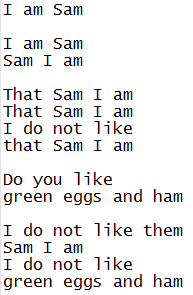 I am Sam

I am Sam
Sam I am

That Sam I am
That Sam I am
I do not like
that Sam I am

Do you like
green eggs and ham

I do not like them
Sam I am
I do not like
green eggs and ham